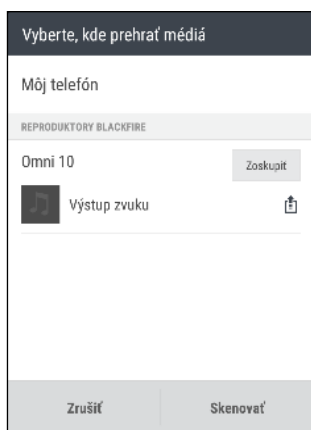 Vyberte, kde prehrať médiá
Môj telefón
REPRODUKTORY BLACKFIRE
Omni 10
Zoskupiť
Výstup zvuku
Zrušiť
Skenovať